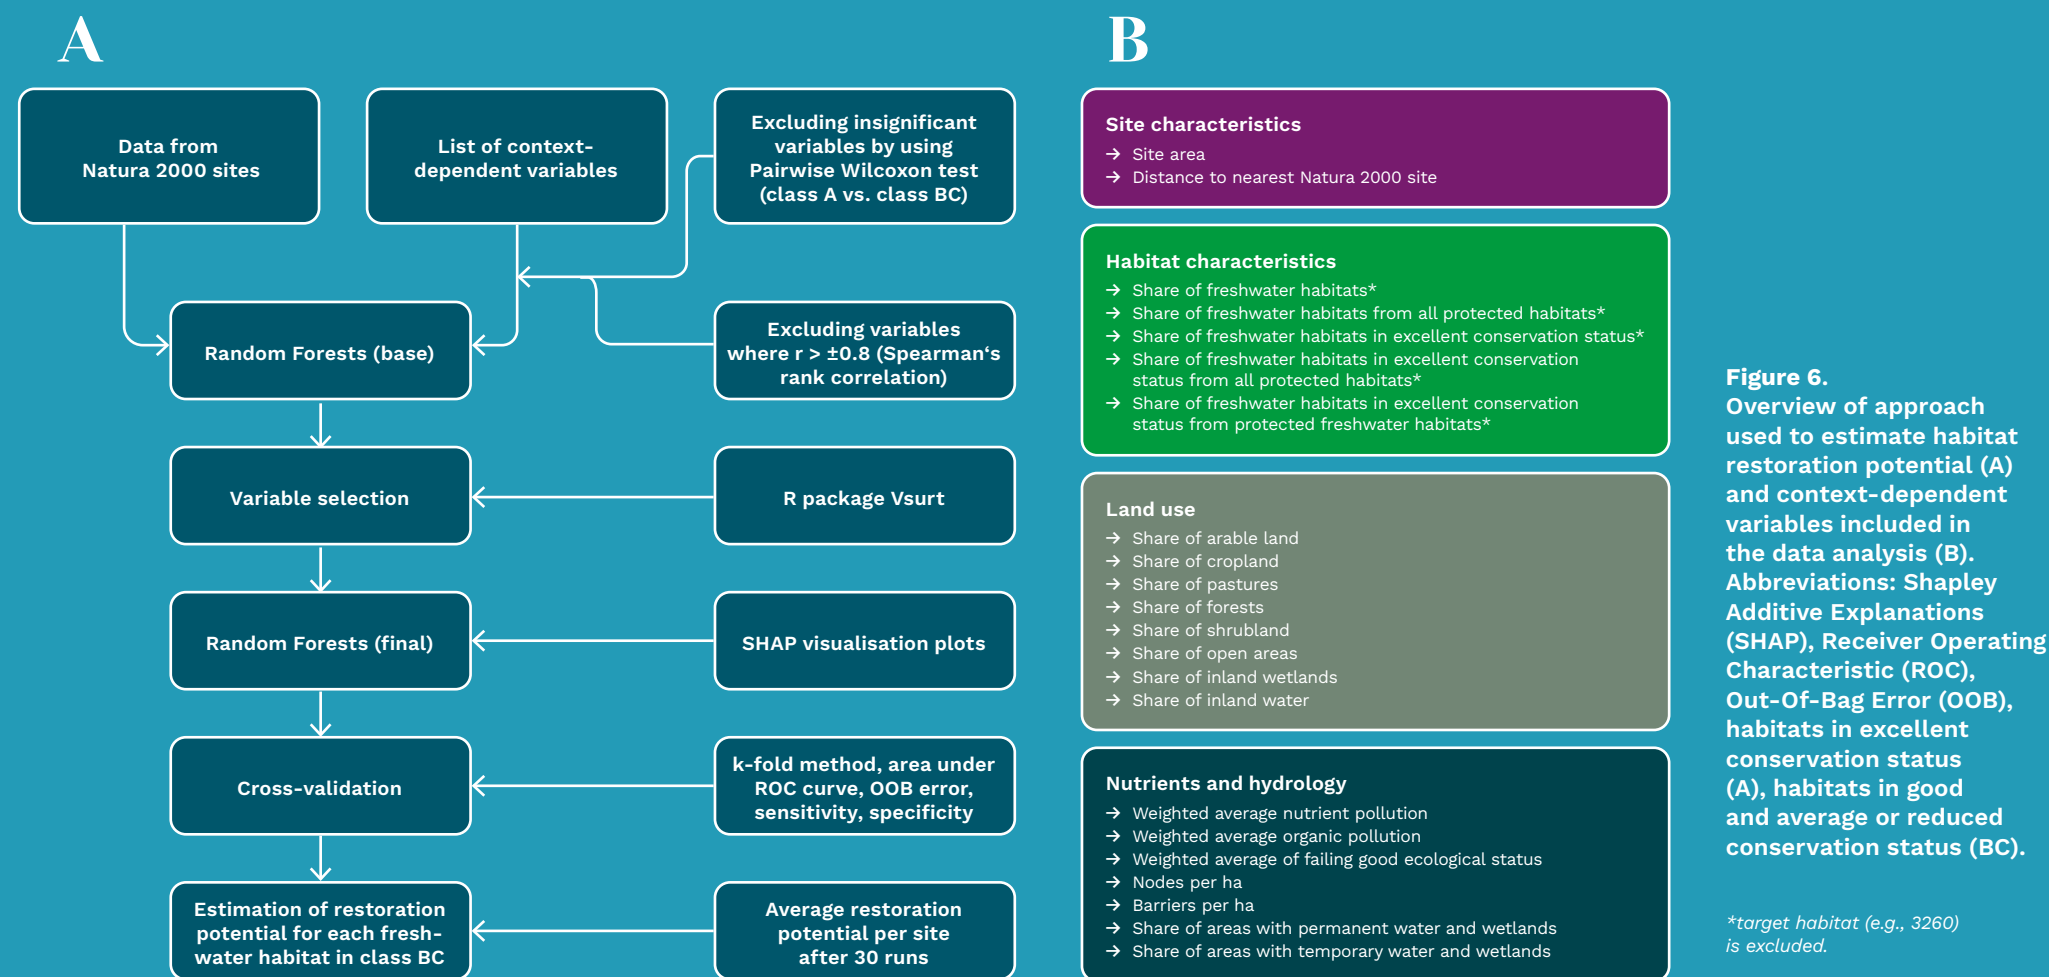 A
Data from
Natura 2000 sites
List of context-
dependent variables
Excluding insignificant
variables by using
Pairwise Wilcoxon test
(class A vs. class BC)
Random Forests (base)
Excluding variables
where r > ±0.8 (Spearman‘s
rank correlation)
Variable selection
R package Vsurt
Random Forests (final)
SHAP visualisation plots
Cross-validation
k-fold method, area under
ROC curve, OOB error,
sensitivity, specificity
Estimation of restoration
potential for each fresh-
water habitat in class BC
Average restoration
potential per site
after 30 runs
B
Site characteristics
→ Site area
→ Distance to nearest Natura 2000 site
Habitat characteristics
→ Share of freshwater habitats*
→ Share of freshwater habitats from all protected habitats*
→ Share of freshwater habitats in excellent conservation status*
→ Share of freshwater habitats in excellent conservation
status from all protected habitats*
→ Share of freshwater habitats in excellent conservation
status from protected freshwater habitats*
Land use
→ Share of arable land
→ Share of cropland
→ Share of pastures
→ Share of forests
→ Share of shrubland
→ Share of open areas
→ Share of inland wetlands
→ Share of inland water
Nutrients and hydrology
→ Weighted average nutrient pollution
→ Weighted average organic pollution
→ Weighted average of failing good ecological status
→ Nodes per ha
→ Barriers per ha
→ Share of areas with permanent water and wetlands
→ Share of areas with temporary water and wetlands
Figure 6.
Overview of approach
used to estimate habitat
restoration potential (A)
and context-dependent
variables included in
the data analysis (B).
Abbreviations: Shapley
Additive Explanations
(SHAP), Receiver Operating
Characteristic (ROC),
Out-Of-Bag Error (OOB),
habitats in excellent
conservation status
(A), habitats in good
and average or reduced
conservation status (BC).
*target habitat (e.g., 3260)
is excluded.